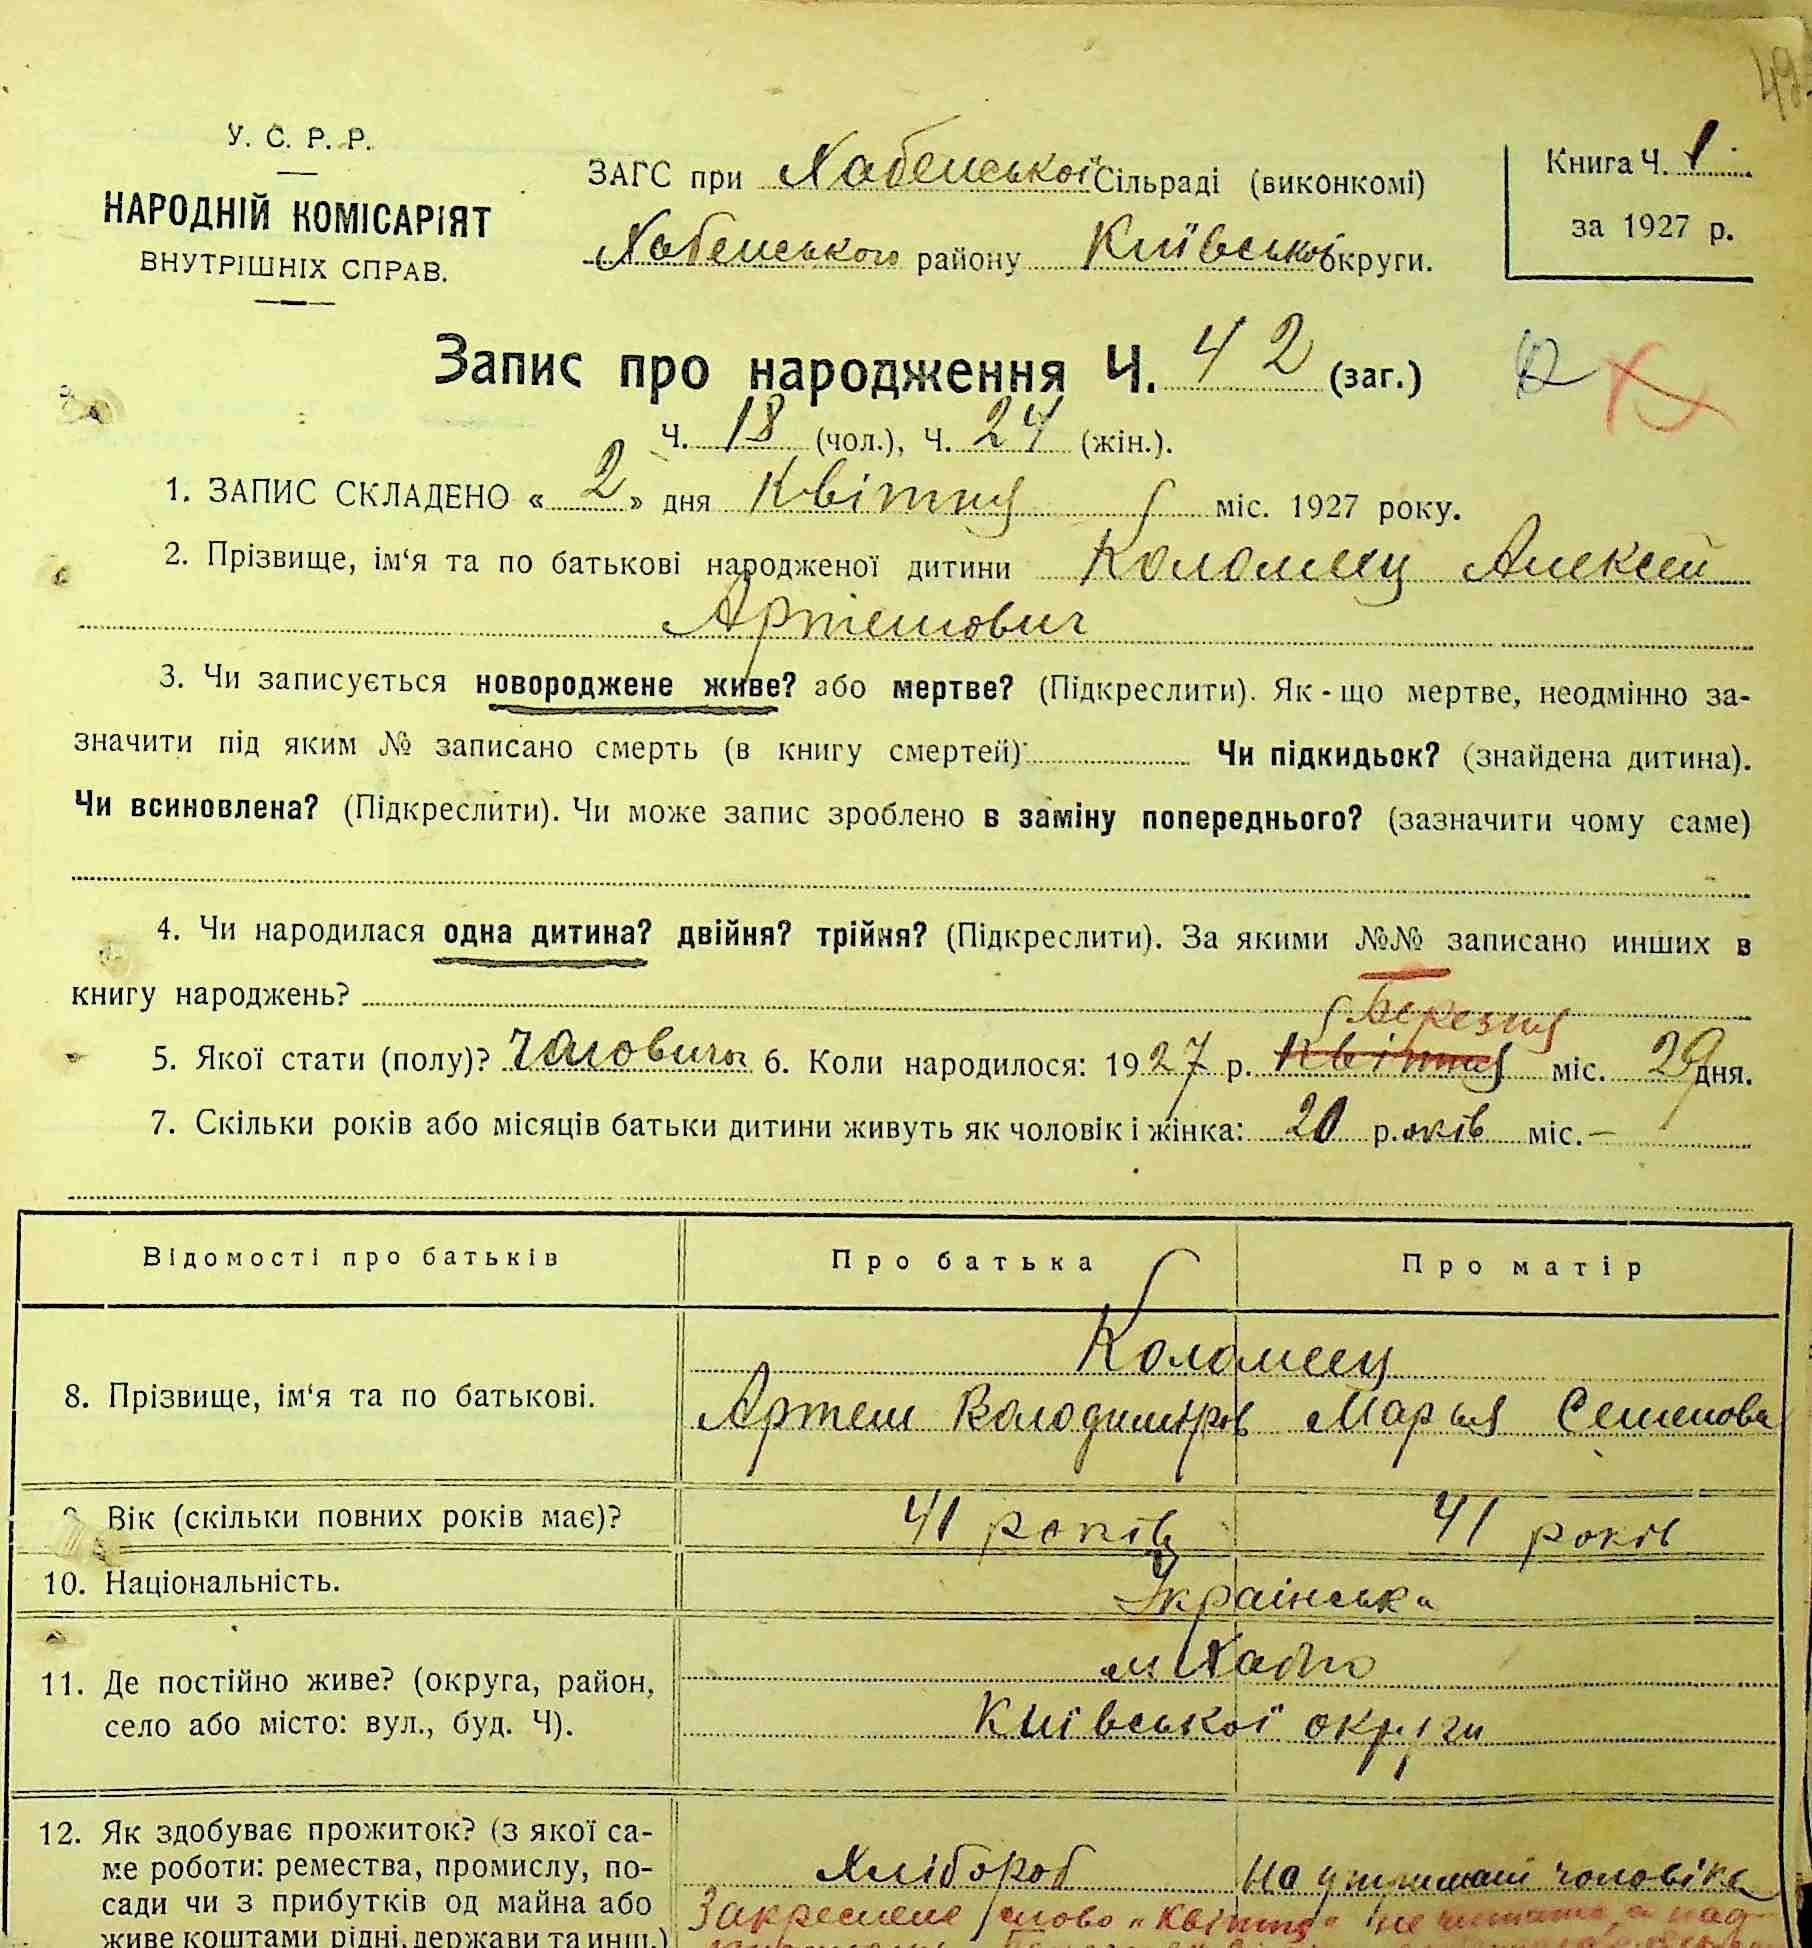 49
У. С. Р. Р.
НАРОДНІЙ КОМІСАРІЯТ
ВНУТРІШНІХ СПРАВ.
ЗАГС при Хабенської Сільраді (виконкомі)
Хабенського району Київської округи.
Книга Ч. 1
за 1927 р.
Запис про народження Ч. 42 (заг.)
Ч. 18 (чол.), Ч. 24 (жін.).
1. ЗАПИС СКЛАДЕНО « 2 » дня Квітня міс. 1927 року.
2. Прізвище, ім‘я та по батькові народженої дитини Коломеец Алексей
Артемович
3. Чи записується новороджене живе? або мертве? (Підкреслити). Як-що мертве, неодмінно за-
значити під яким № записано смерть (в книгу смертей) Чи підкидьок? (знайдена дитина).
Чи всиновлена? (Підкреслити). Чи може запис зроблено в заміну попереднього? (зазначити чому саме)
4. Чи народилася одна дитина? двійня? трійня? (Підкреслити). За якими №№ записано инших в
книгу народжень?
Березня
5. Якої стати (полу)? Чоловича 6. Коли народилося: 1927 р. Квітня міс. 29 дня.
7. Скільки років або місяців батьки дитини живуть як чоловік і жінка: 20 р.оків міс. –
Відомості про батьків Про батька Про матір
Коломеец
8. Прізвище, ім‘я та по батькові. Артем Володимиров Марья Семенова
9. Вік (скільки повних років має)? 41 років 41 років
10. Національність. Українська
м Хабно
11. Де постійно живе? (округа, район,
село або місто: вул., буд. Ч). Київської округи
12. Як здобуває прожиток? (з якої са-
ме роботи: ремества, промислу, по- Хлібороб На утриманні чоловіка
сади чи з прибутків од майна або Закреслене слово "квітня" не читати, а над-
живе коштами рідні, держави та инш.)